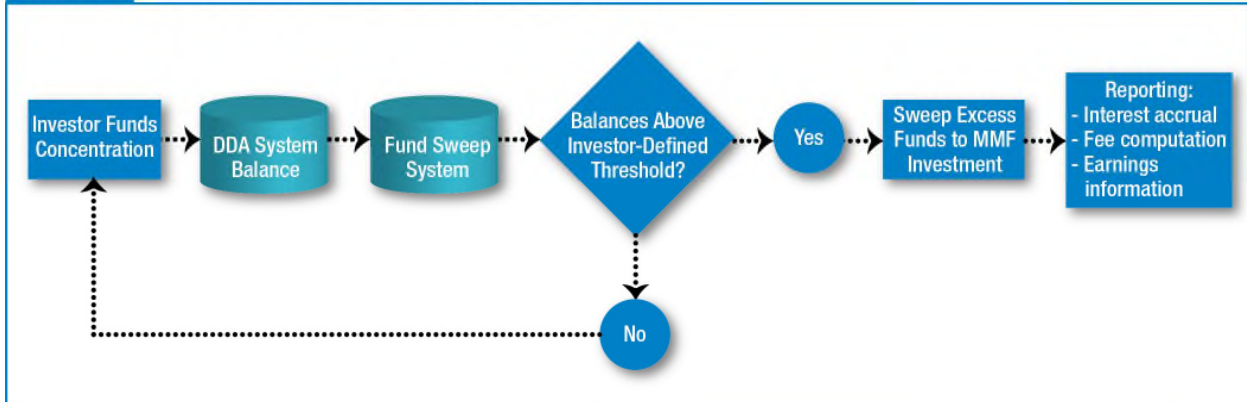 Investor Funds
Concentration
DDA System
Balance
Fund Sweep
System
Balances Above
Investor-Defined
Threshold?
Yes
Sweep Excess
Funds to MMF
Investment
Reporting:
- Interest accrual
- Fee computation
- Earnings
information
No